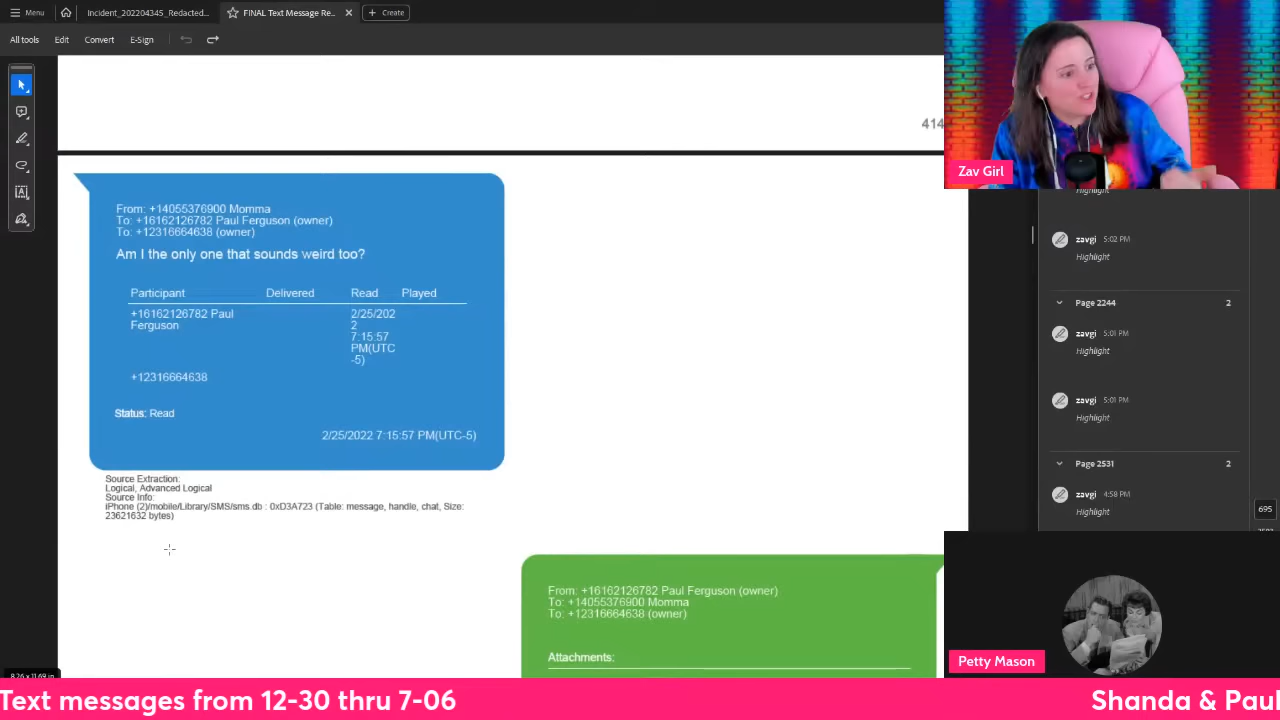 Menu
Incident_202204345_Redacted...
FINAL Text Message Re...
Create
All tools
Edit
Convert
E-Sign
414
From: +14055376900 Momma
To: +16162126782 Paul Ferguson (owner)
To: +12316664638 (owner)
Am I the only one that sounds weird too?
Participant Delivered Read Played
+16162126782 Paul
Ferguson
2/25/202
2
7:15:57
PM(UTC
-5)
+12316664638
Status: Read
2/25/2022 7:15:57 PM(UTC-5)
Source Extraction:
Logical, Advanced Logical
Source Info:
iPhone (2)/mobile/Library/SMS/sms.db : 0xD3A723 (Table: message, handle, chat, Size:
23621632 bytes)
From: +16162126782 Paul Ferguson (owner)
To: +14055376900 Momma
To: +12316664638 (owner)
Attachments:
8.26 x 11.69 in
Zav Girl
Highlight
zavgi 5:02 PM
Highlight
Page 2244 2
zavgi 5:01 PM
Highlight
zavgi 5:01 PM
Highlight
Page 2531 2
zavgi 4:58 PM
Highlight
695
Petty Mason
Text messages from 12-30 thru 7-06
Shanda & Paul